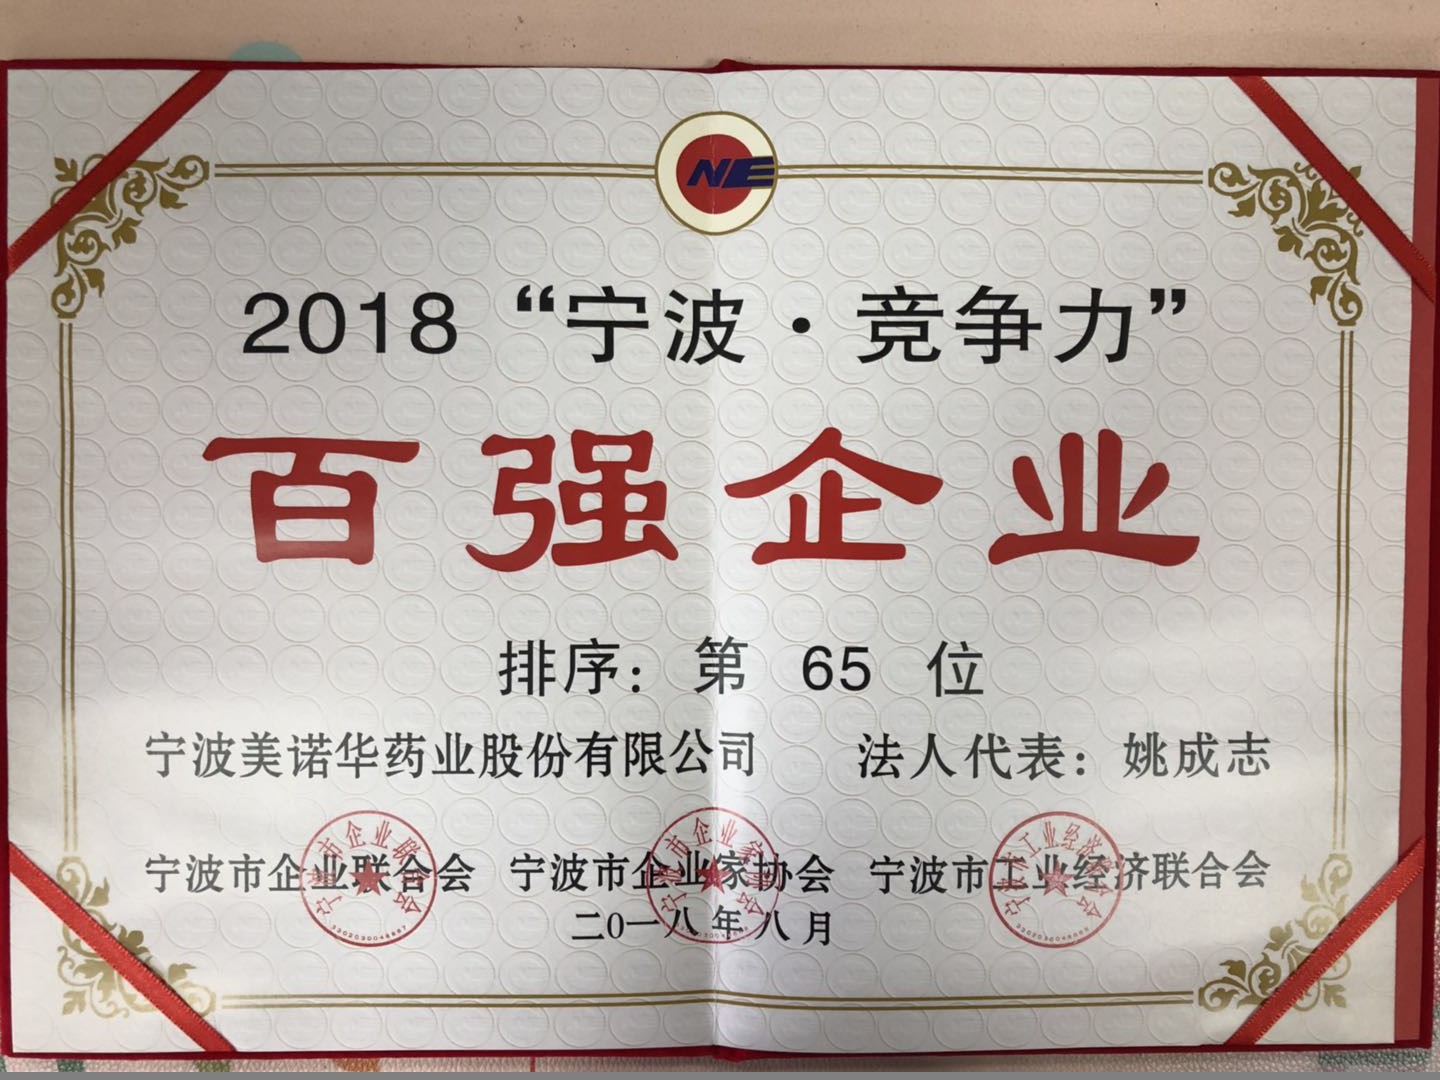 NE
2018 “宁波·竞争力”
百强企业
排序：第 65 位
宁波美诺华药业股份有限公司 法人代表：姚成志
宁波市企业联合会 宁波市企业家协会 宁波市工业经济联合会
二0一八年八月